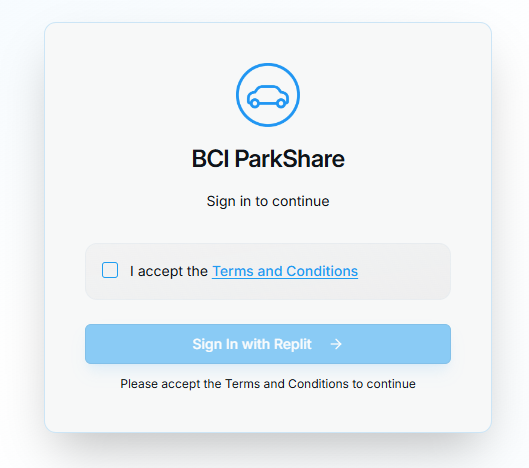 BCI ParkShare
Sign in to continue
I accept the Terms and Conditions
Sign In with Replit
Please accept the Terms and Conditions to continue